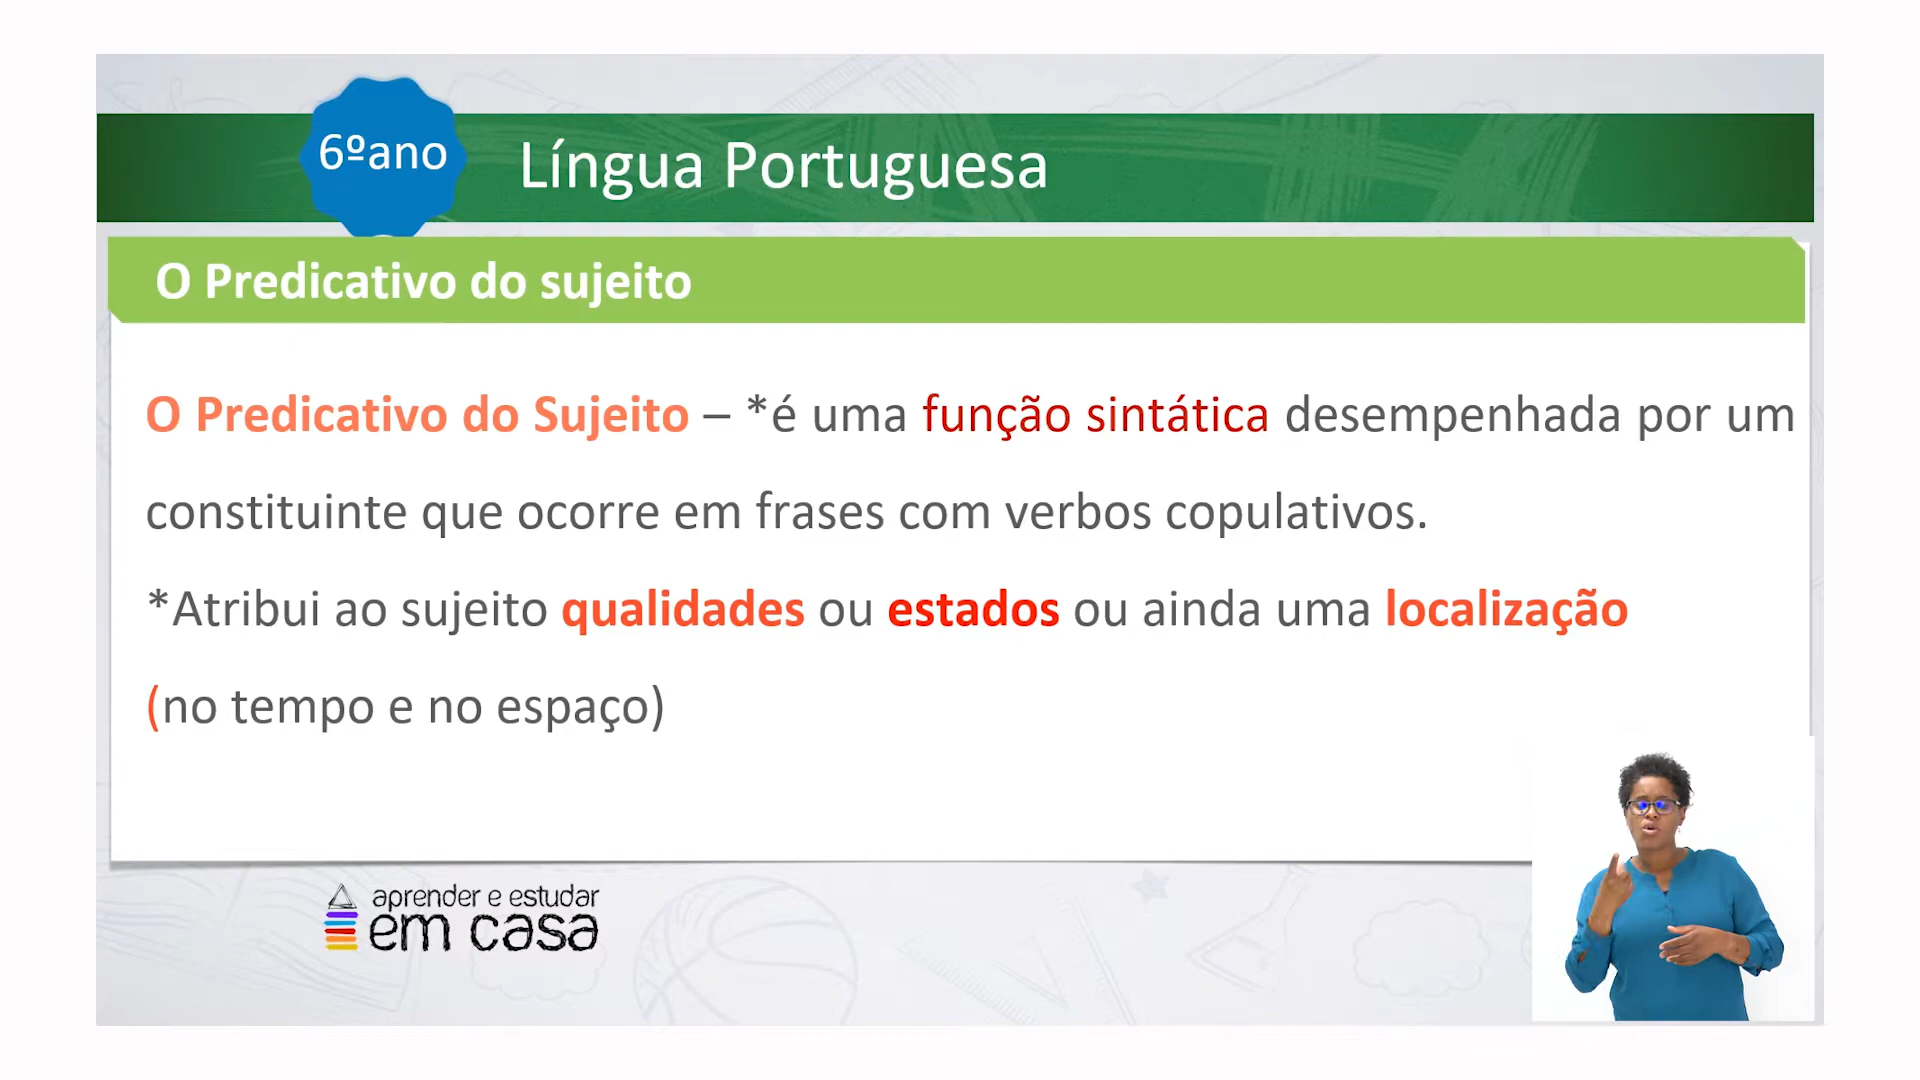 6ºano
Língua Portuguesa
O Predicativo do sujeito
O Predicativo do Sujeito – *é uma função sintática desempenhada por um
constituinte que ocorre em frases com verbos copulativos.
*Atribui ao sujeito qualidades ou estados ou ainda uma localização
(no tempo e no espaço)
aprender e estudar
em casa